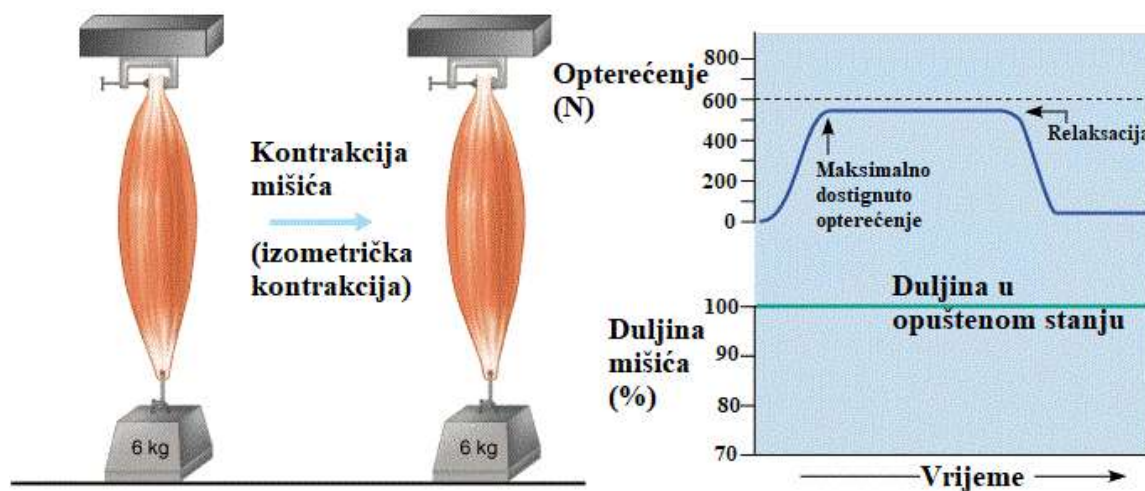 Kontrakcija
mišića
(izometrička
kontrakcija)
6 kg
6 kg
Opterećenje
(N)
800
600
400
200
0
Maksimalno
dostignuto
opterećenje
Relaksacija
Duljina
mišića
(%)
100
90
80
70
Duljina u
opuštenom stanju
Vrijeme